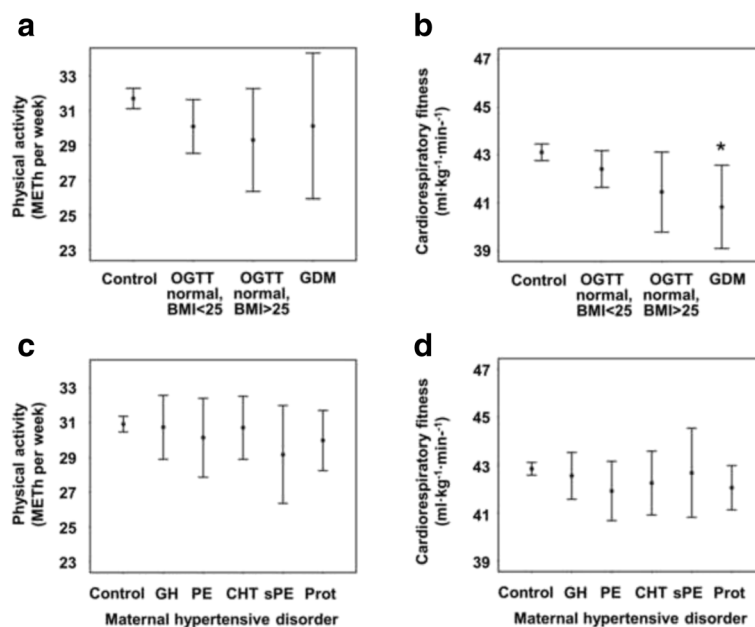 a
Physical activity
(METh per week)
33
31
29
27
25
23
Control
OGTT
normal,
BMI<25
OGTT
normal,
BMI>25
GDM
b
Cardiorespiratory fitness
(ml·kg⁻¹·min-⁻¹)
47
45
43
41
39
*
Control
OGTT
normal,
BMI<25
OGTT
normal,
BMI>25
GDM
c
Physical activity
(METh per week)
33
31
29
27
25
23
Control GH PE CHT sPE Prot
Maternal hypertensive disorder
d
Cardiorespiratory fitness
(ml·kg⁻¹·min-⁻¹)
47
45
43
41
39
Control GH PE CHT sPE Prot
Maternal hypertensive disorder